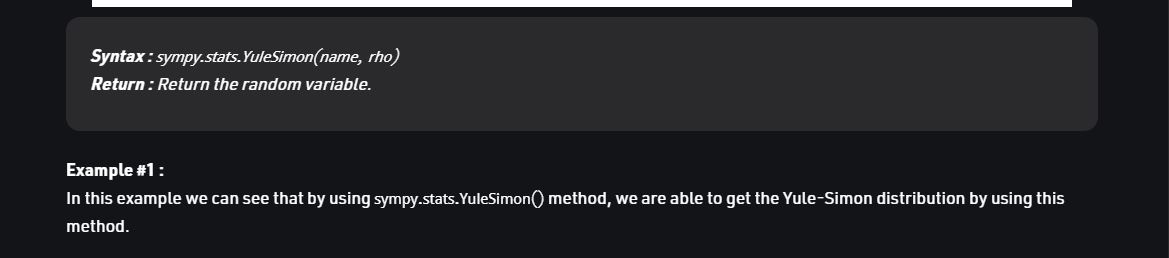 Syntax : sympy.stats.YuleSimon(name, rho)
Return : Return the random variable.
Example #1 :
In this example we can see that by using sympy.stats.YuleSimon() method, we are able to get the Yule-Simon distribution by using this
method.